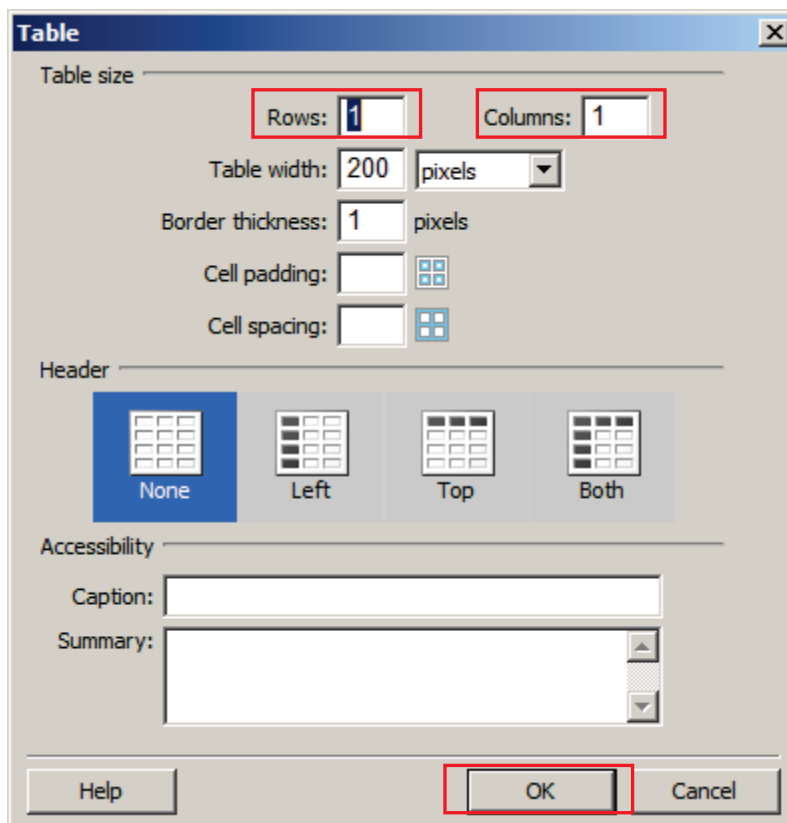 Table
Table size
Rows: 1 Columns: 1
Table width: 200 pixels
Border thickness: 1 pixels
Cell padding:
Cell spacing:
Header
None Left Top Both
Accessibility
Caption:
Summary:
Help OK Cancel